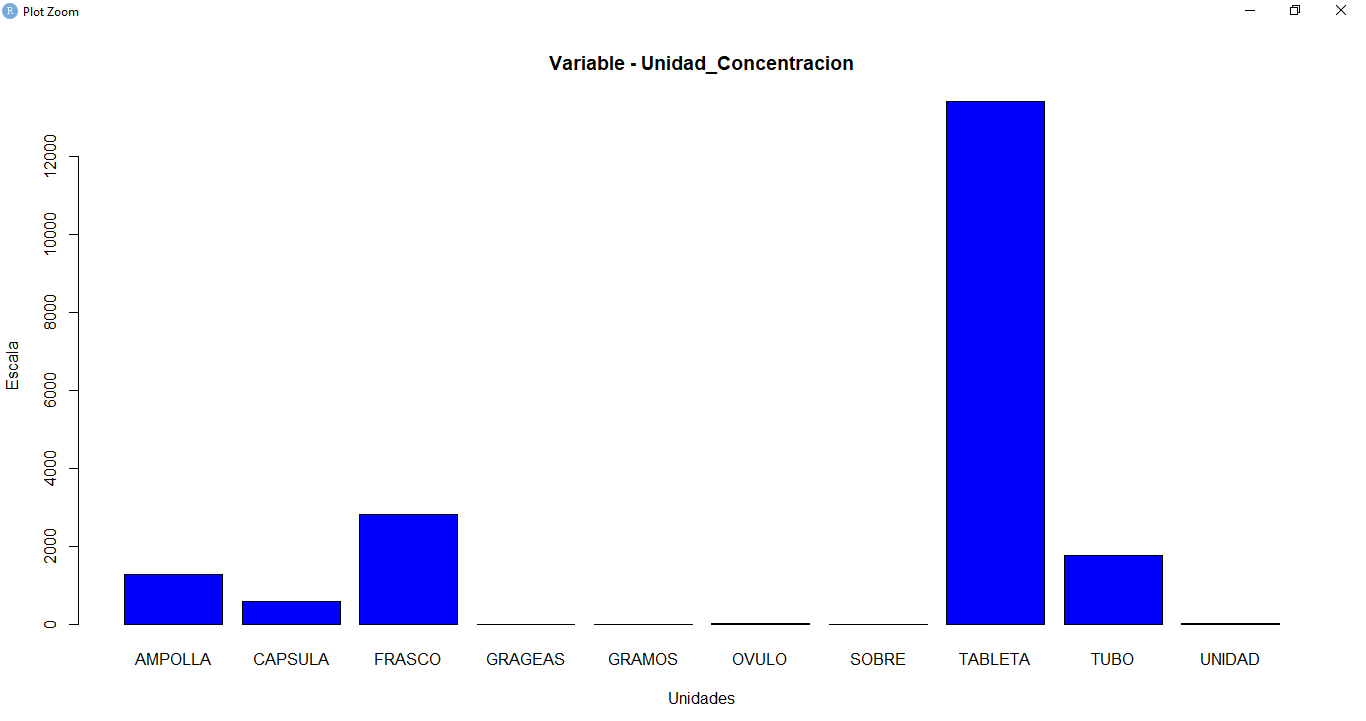 R Plot Zoom
Variable - Unidad_Concentracion
12000
10000
8000
6000
4000
2000
0
Escala
AMPOLLA CAPSULA FRASCO GRAGEAS GRAMOS OVULO SOBRE TABLETA TUBO UNIDAD
Unidades